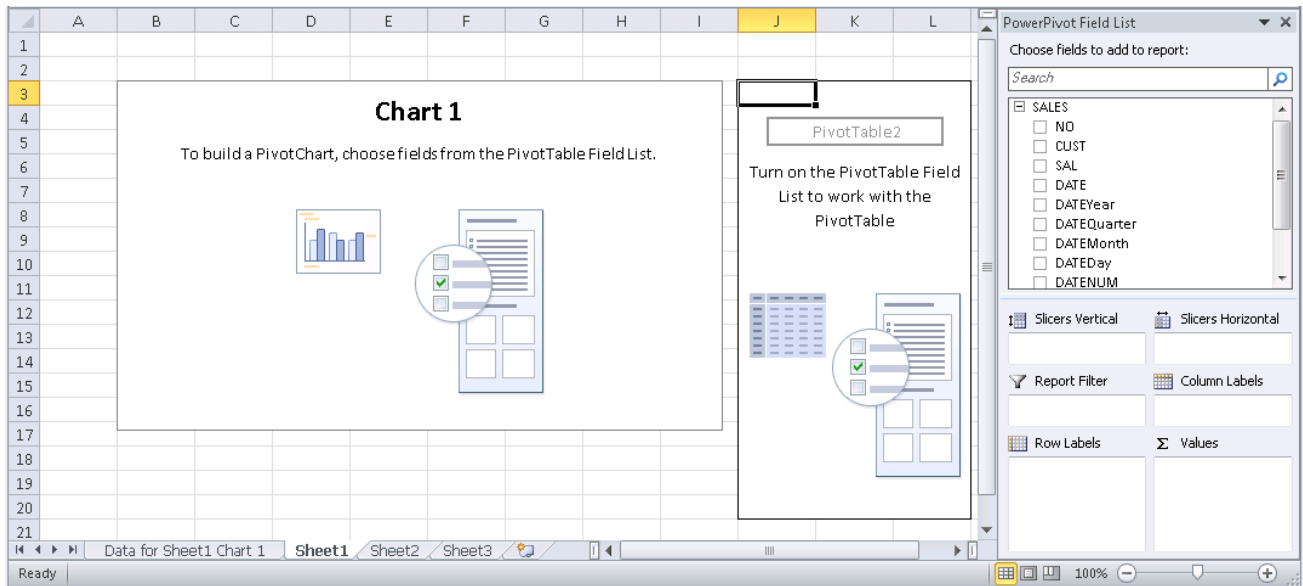 A B C D E F G H I J K L
PowerPivot Field List
1
2
3
4
5
6
7
8
9
10
11
12
13
14
15
16
17
18
19
20
21
Chart 1
To build a PivotChart, choose fields from the PivotTable Field List.
PivotTable2
Turn on the PivotTable Field
List to work with the
PivotTable
Choose fields to add to report:
Search
SALES
NO
CUST
SAL
DATE
DATEYear
DATEQuarter
DATEMonth
DATEDay
DATENUM
Slicers Vertical Slicers Horizontal
Report Filter Column Labels
Row Labels Σ Values
Data for Sheet1 Chart 1 Sheet1 Sheet2 Sheet3
Ready 100%